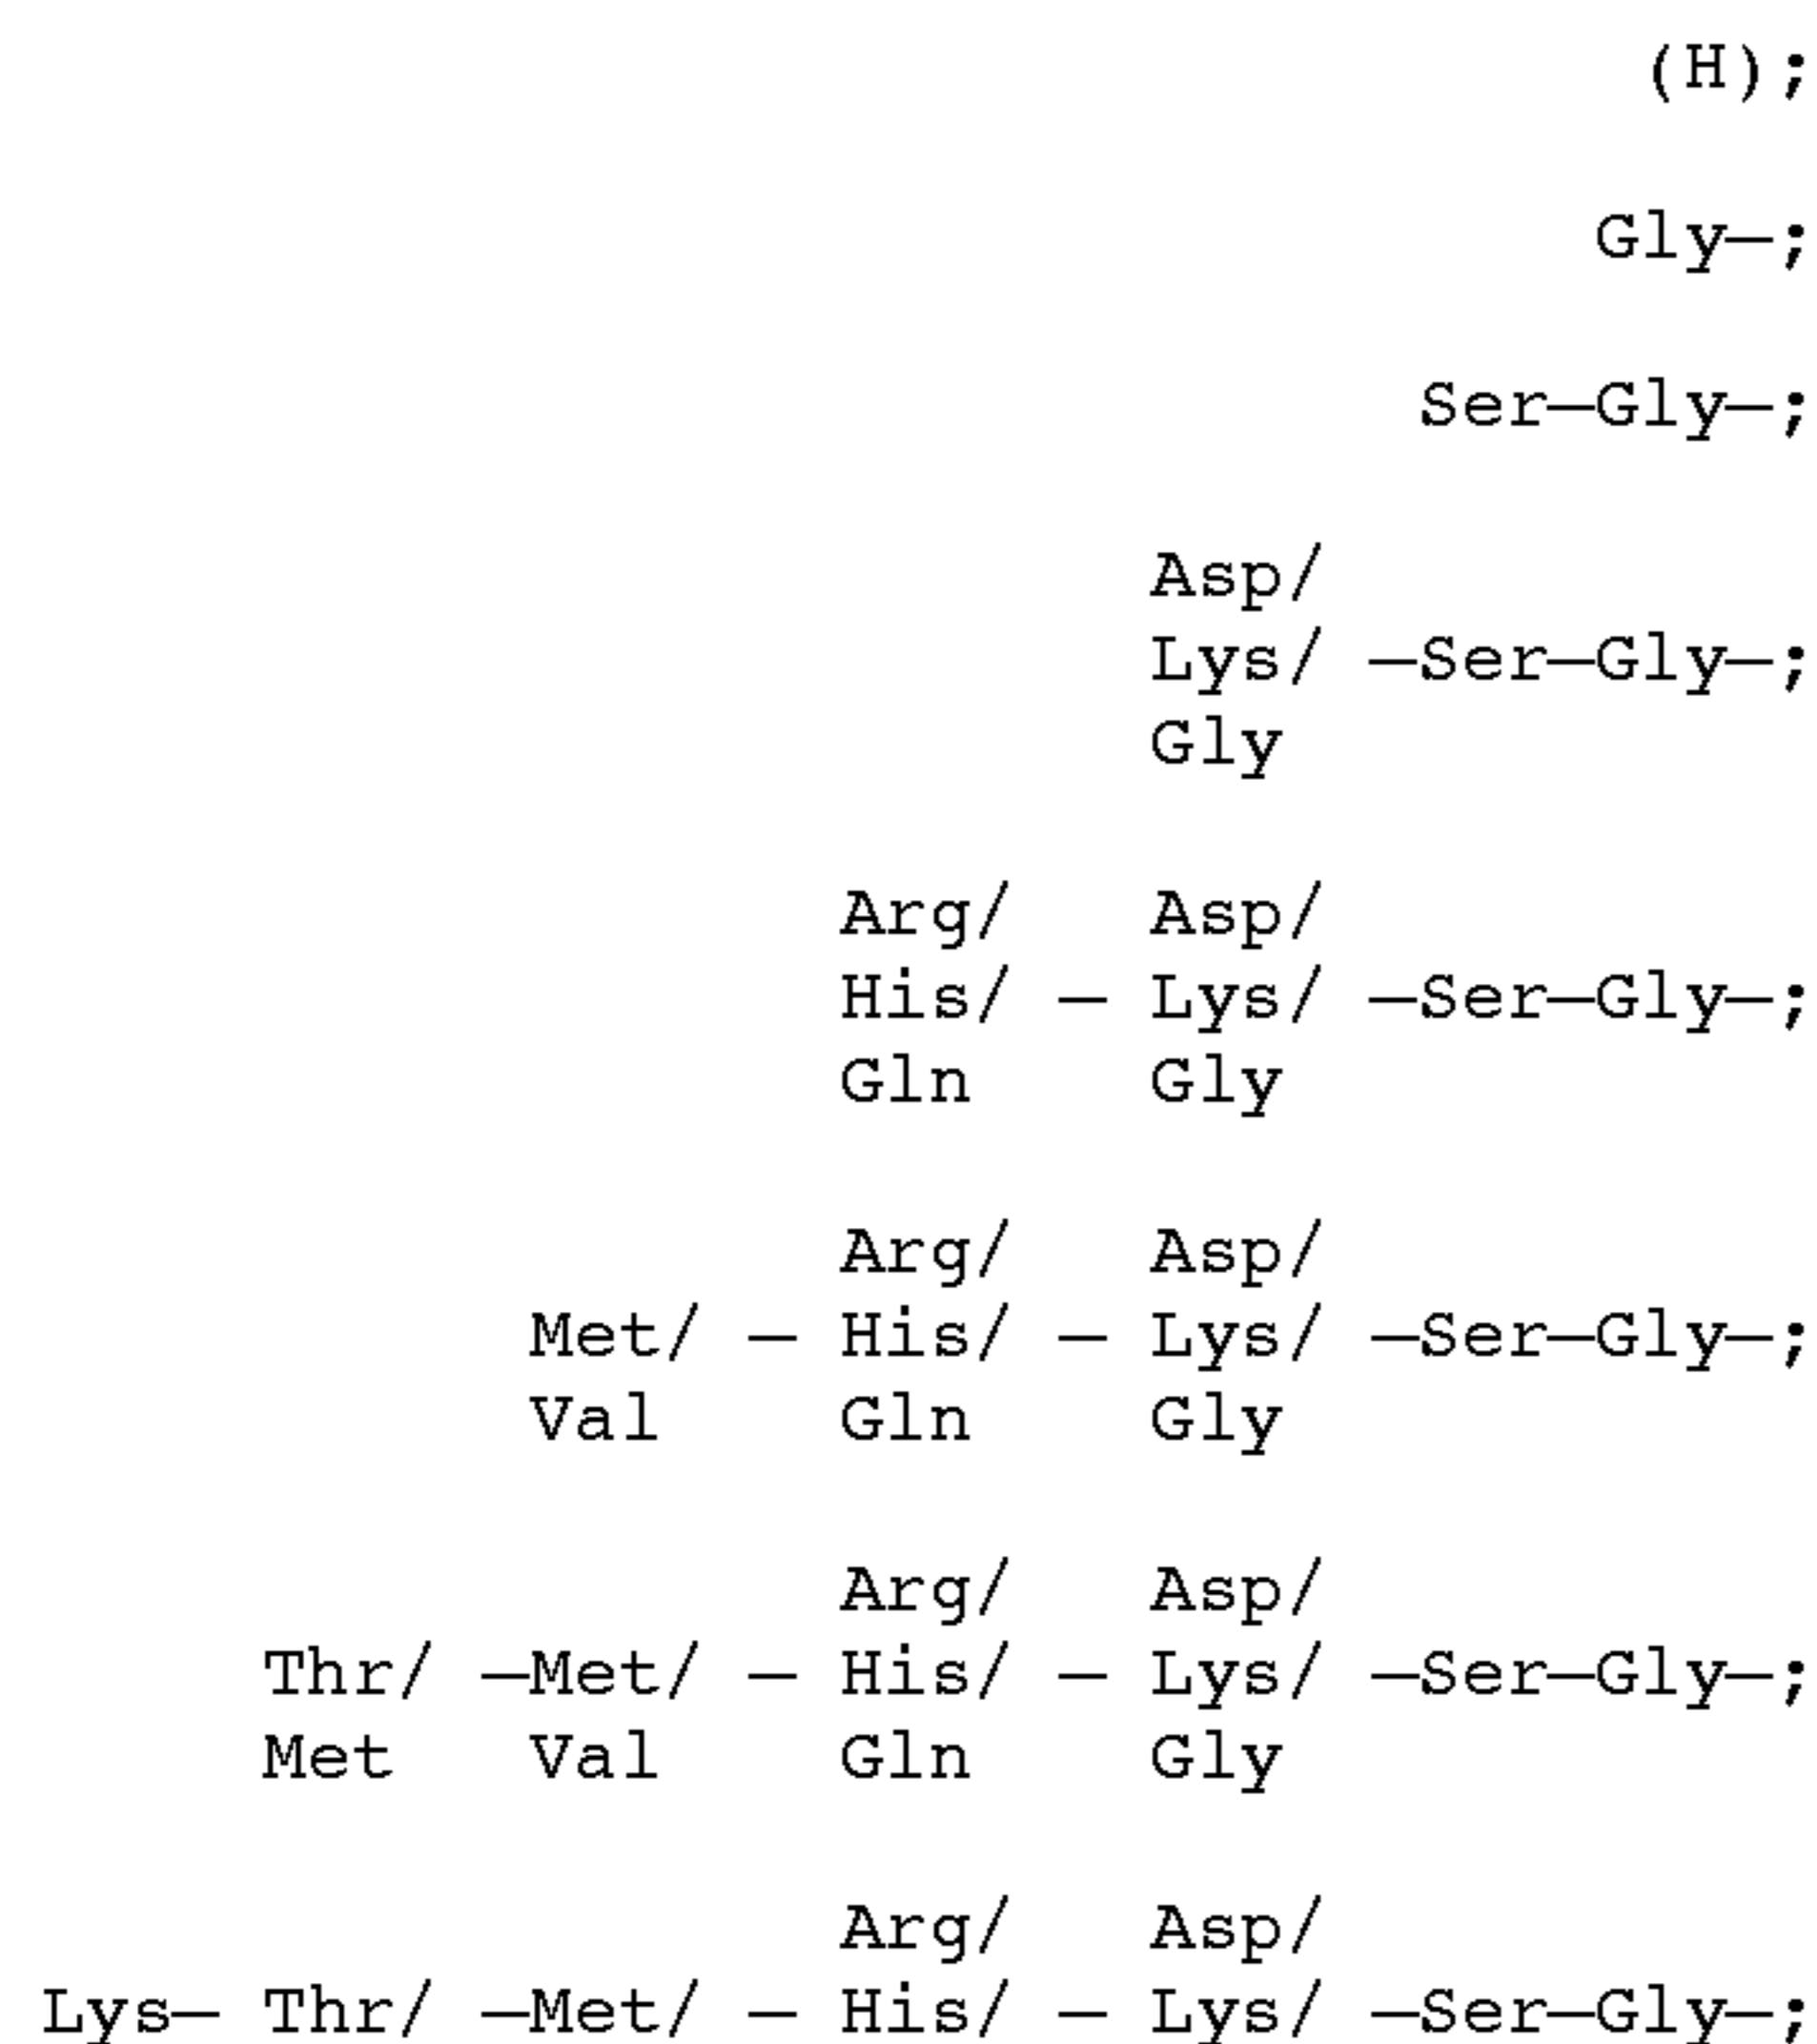 (H);
Gly—;
Ser—Gly—;
Asp/
Lys/ —Ser—Gly—;
Gly
Arg/ Asp/
His/ — Lys/ —Ser—Gly—;
Gln Gly
Arg/ Asp/
Met/ — His/ — Lys/ —Ser—Gly—;
Val Gln Gly
Arg/ Asp/
Thr/ —Met/ — His/ — Lys/ —Ser—Gly—;
Met Val Gln Gly
Arg/ Asp/
Lys— Thr/ —Met/ — His/ — Lys/ —Ser—Gly—;